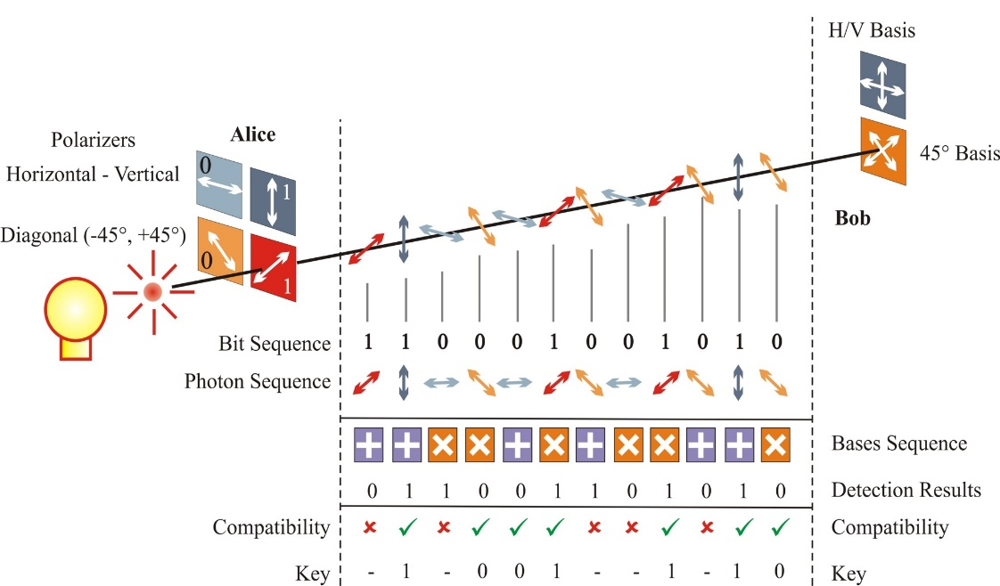 H/V Basis
Polarizers
Alice
Horizontal - Vertical
0
1
45° Basis
Diagonal (-45°, +45°)
0
1
Bob
Bit Sequence 1 1 0 0 0 1 0 0 1 0 1 0
Photon Sequence
Bases Sequence
0 1 1 0 0 1 1 0 1 0 1 0 Detection Results
Compatibility ✘ ✓ ✘ ✓ ✓ ✓ ✘ ✘ ✓ ✘ ✓ ✓ Compatibility
Key - 1 - 0 0 1 - - 1 - 1 0 Key